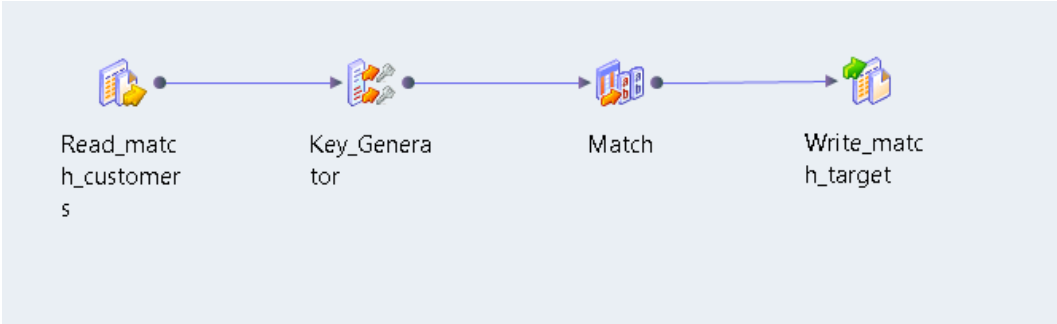 Read_matc
h_customer
s
Key_Genera
tor
Match
Write_matc
h_target